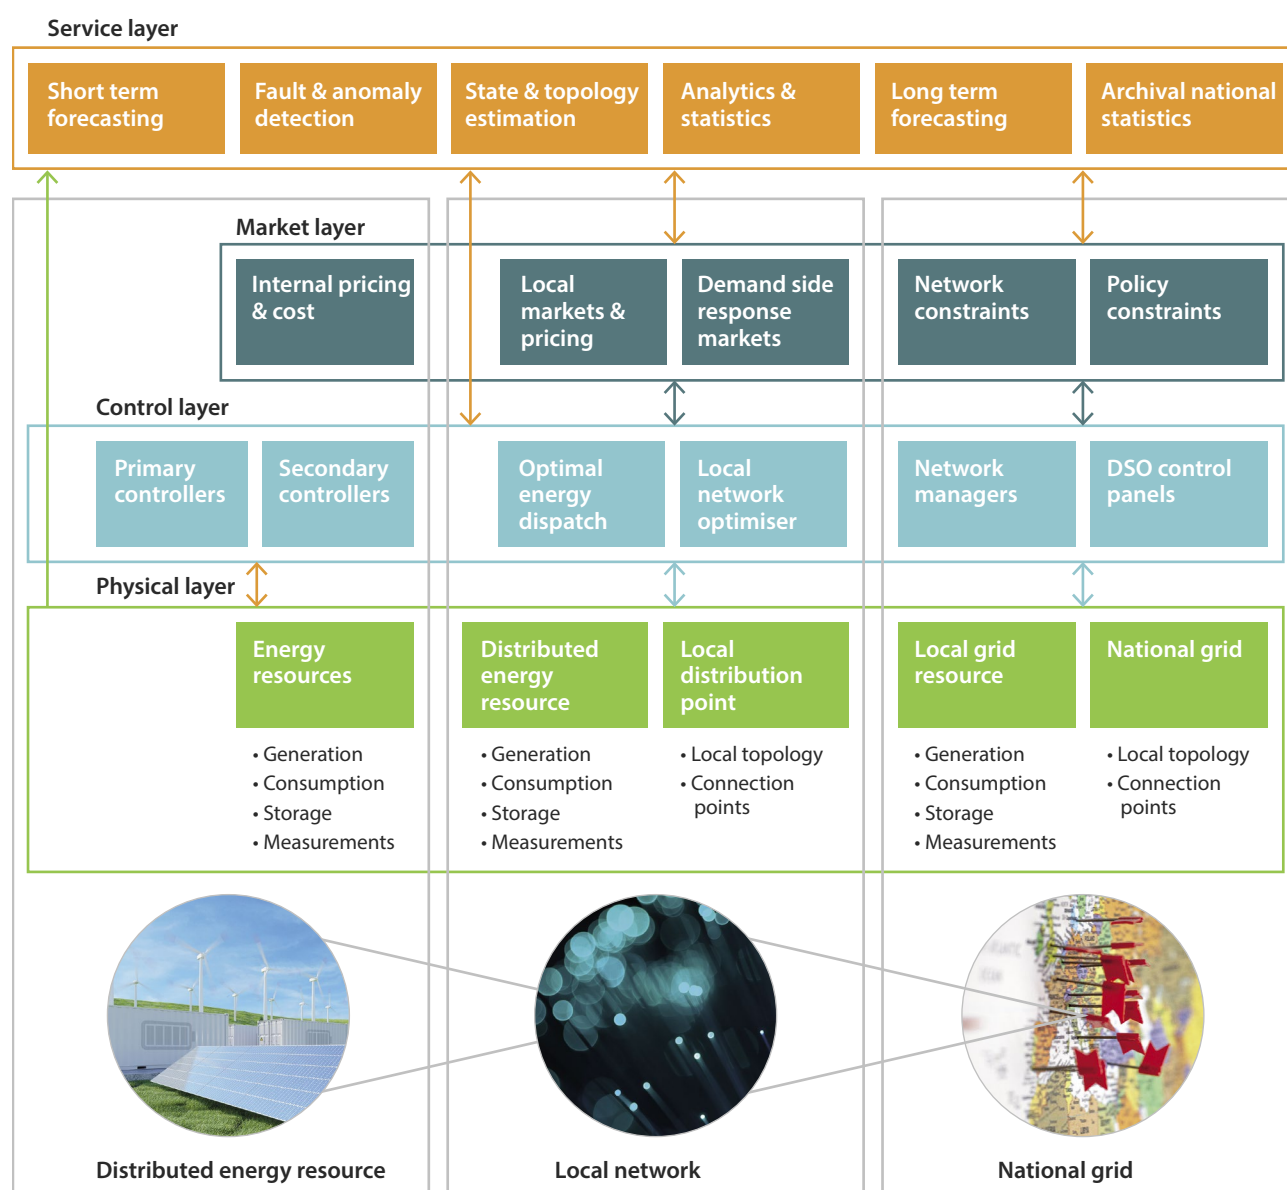 Service layer
Short term
forecasting
Fault & anomaly
detection
State & topology
estimation
Analytics &
statistics
Long term
forecasting
Archival national
statistics
Market layer
Internal pricing
& cost
Local
markets &
pricing
Demand side
response
markets
Network
constraints
Policy
constraints
Control layer
Primary
controllers
Secondary
controllers
Optimal
energy
dispatch
Local
network
optimiser
Network
managers
DSO control
panels
Physical layer
Energy
resources
• Generation
• Consumption
• Storage
• Measurements
Distributed
energy
resource
• Generation
• Consumption
• Storage
• Measurements
Local
distribution
point
• Local topology
• Connection
points
Local grid
resource
• Generation
• Consumption
• Storage
• Measurements
National grid
• Local topology
• Connection
points
Distributed energy resource
Local network
National grid